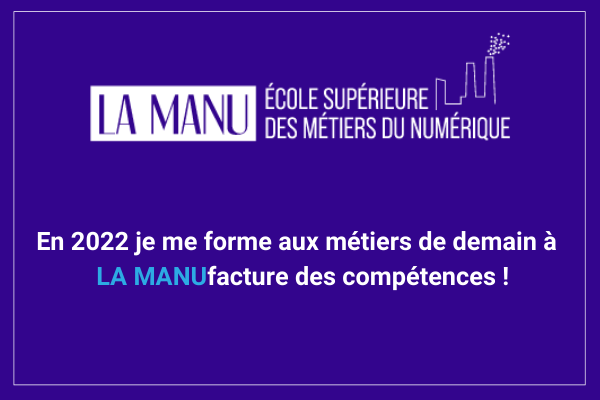 LA MANU
ÉCOLE SUPÉRIEURE
DES MÉTIERS DU NUMÉRIQUE
En 2022 je me forme aux métiers de demain à
LA MANUfacture des compétences !